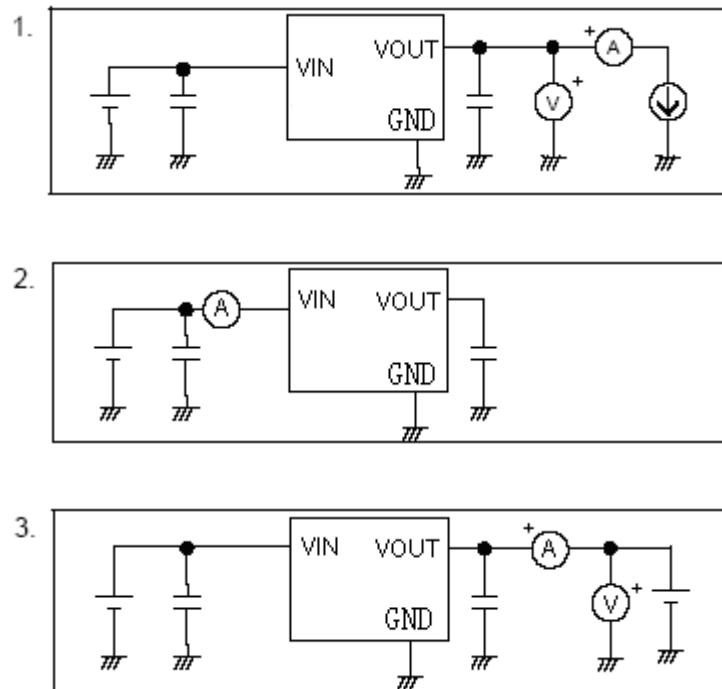 1.
VIN VOUT
GND
+ A
V +
2.
A
VIN VOUT
GND
3.
VIN VOUT
GND
+ A
V +